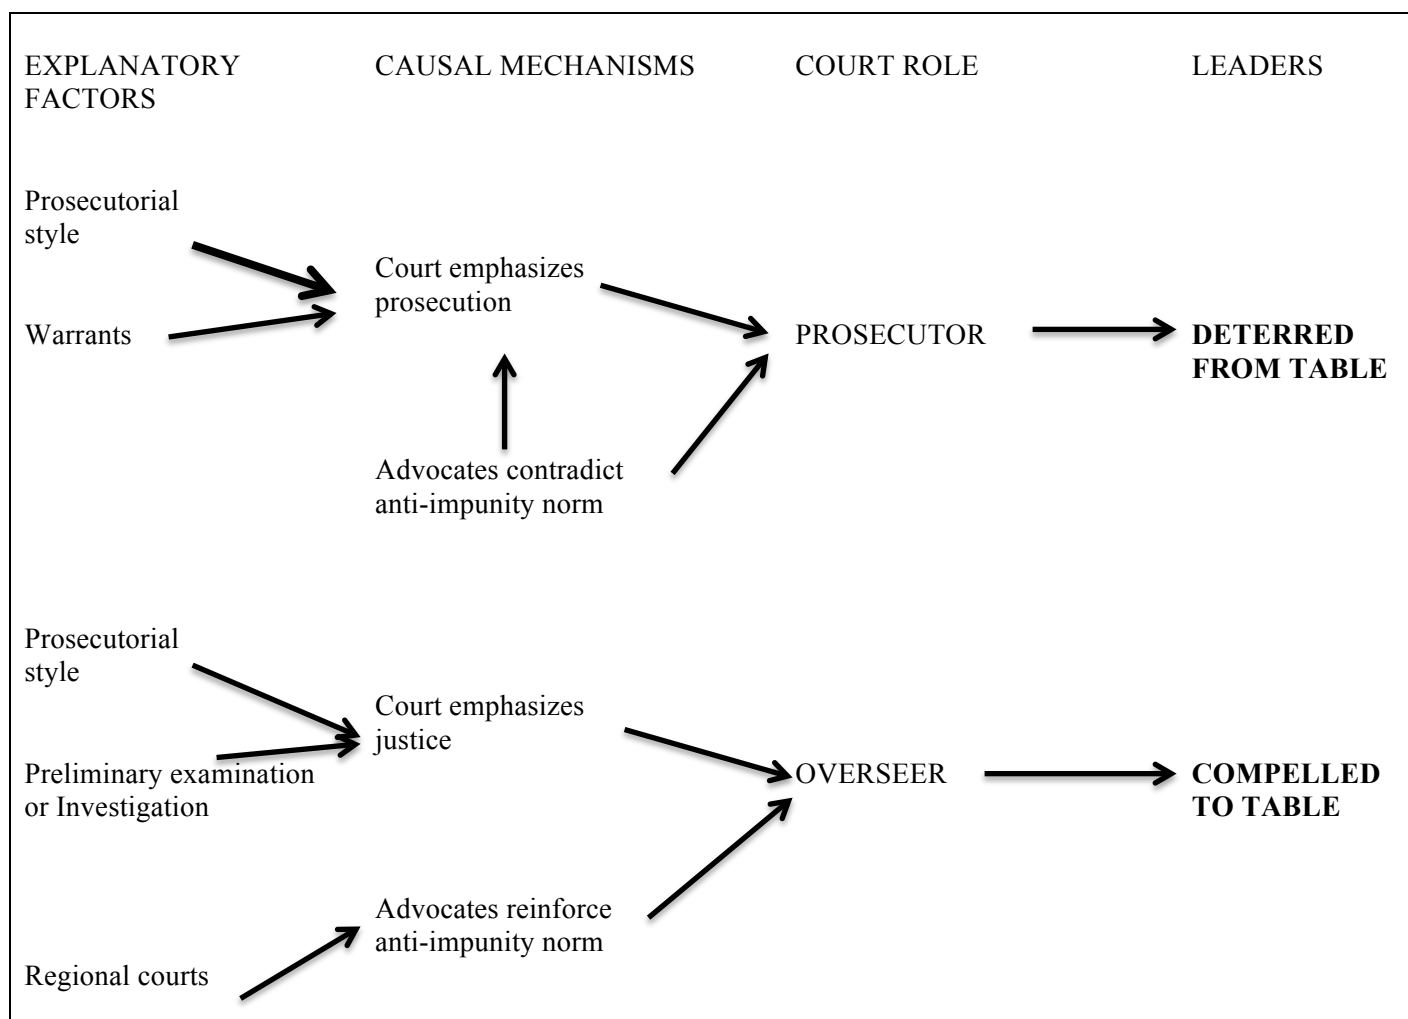 EXPLANATORY FACTORS
CAUSAL MECHANISMS
COURT ROLE
LEADERS
Prosecutorial
style
Warrants
Court emphasizes
prosecution
Advocates contradict
anti-impunity norm
PROSECUTOR
DETERRED
FROM TABLE
Prosecutorial
style
Preliminary examination
or Investigation
Regional courts
Court emphasizes
justice
Advocates reinforce
anti-impunity norm
OVERSEER
COMPELLED
TO TABLE